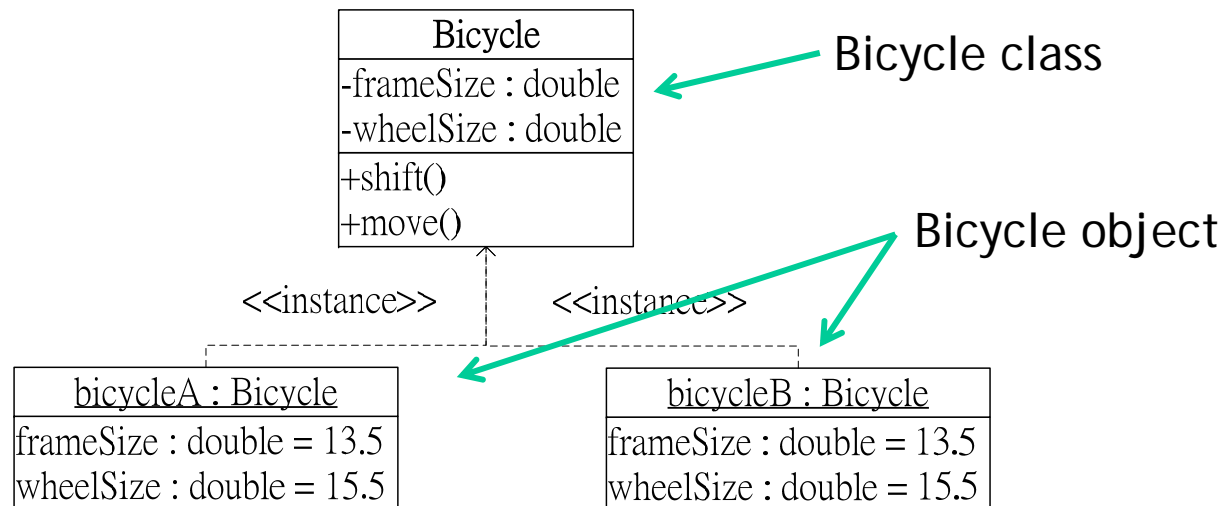 Bicycle
-frameSize : double
-wheelSize : double
+shift()
+move()
Bicycle class
Bicycle object
<<instance>>
<<instance>>
bicycleA : Bicycle
frameSize : double = 13.5
wheelSize : double = 15.5
bicycleB : Bicycle
frameSize : double = 13.5
wheelSize : double = 15.5